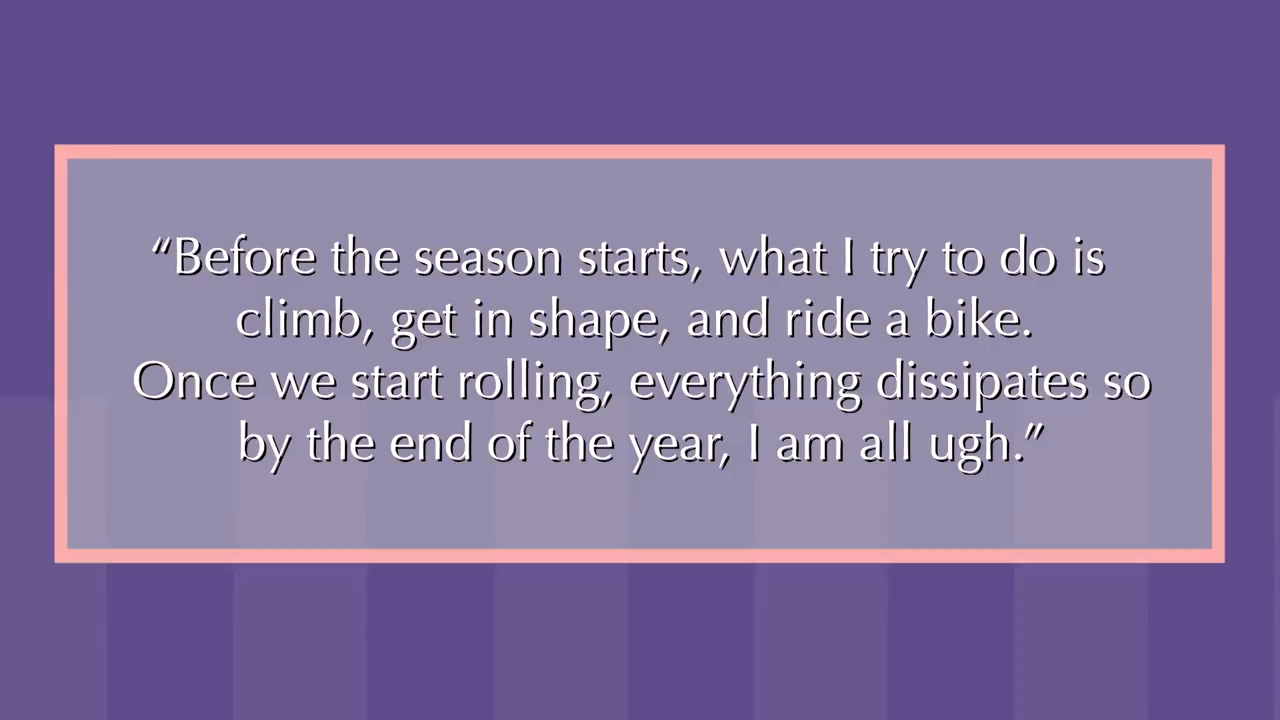 “Before the season starts, what I try to do is
climb, get in shape, and ride a bike.
Once we start rolling, everything dissipates so
by the end of the year, I am all ugh.”